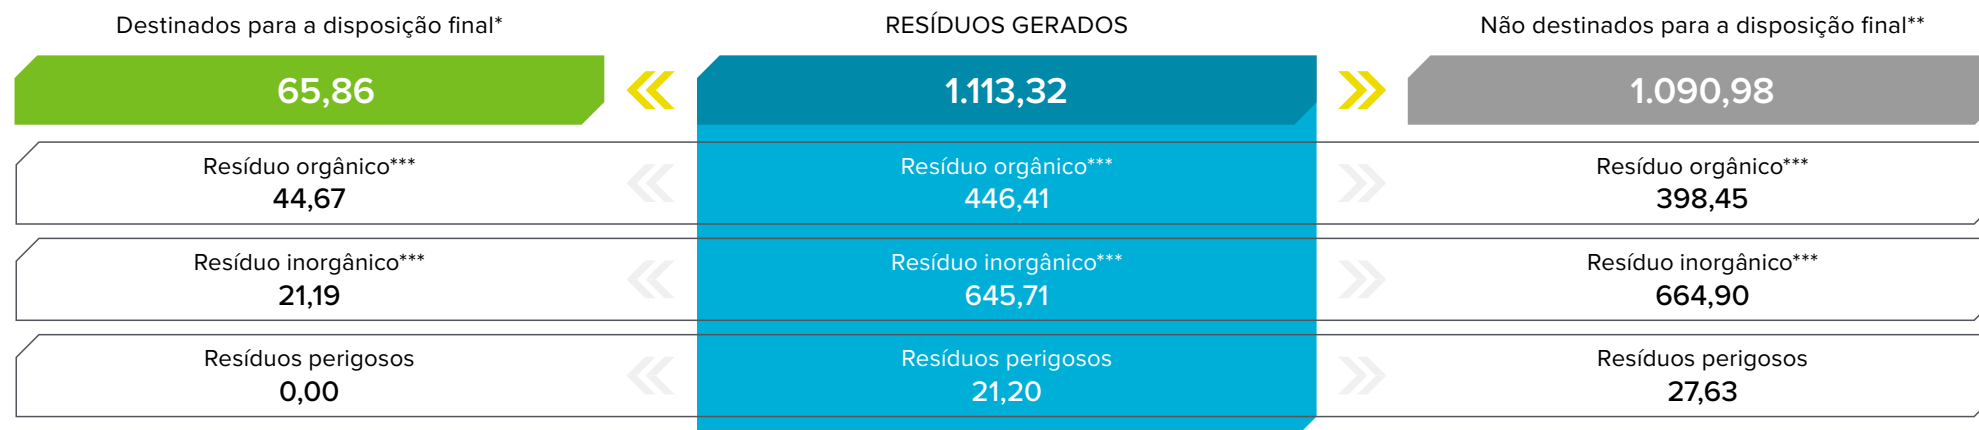 Destinados para a disposição final*
RESÍDUOS GERADOS
Não destinados para a disposição final**
65,86
1.113,32
1.090,98
Resíduo orgânico***
44,67
Resíduo orgânico***
446,41
Resíduo orgânico***
398,45
Resíduo inorgânico***
21,19
Resíduo inorgânico***
645,71
Resíduo inorgânico***
664,90
Resíduos perigosos
0,00
Resíduos perigosos
21,20
Resíduos perigosos
27,63